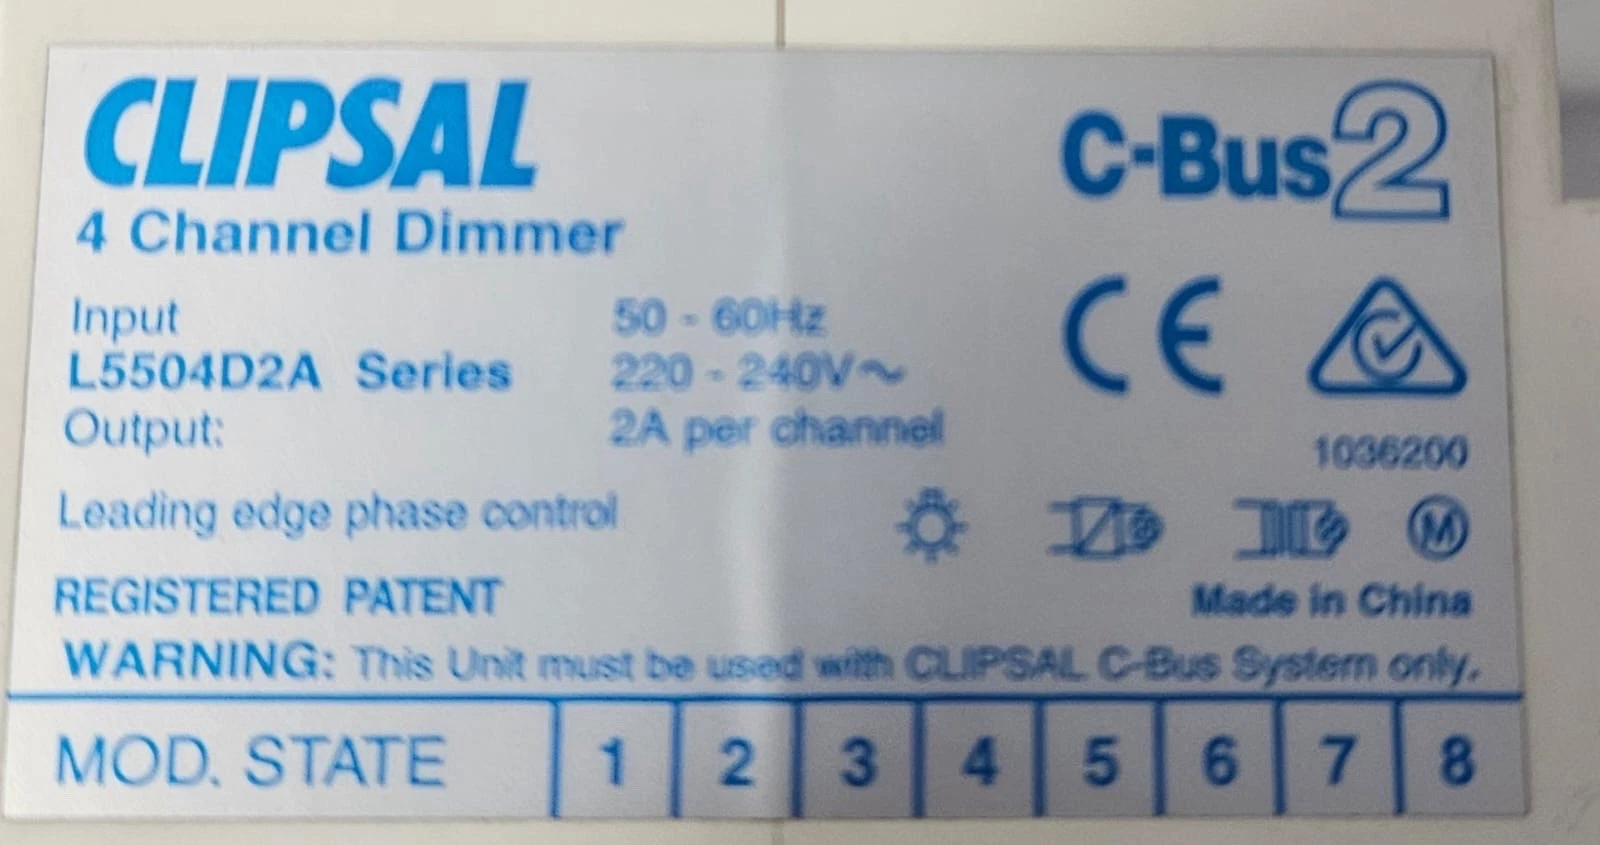 CLIPSAL
C-Bus2
4 Channel Dimmer
Input 50 - 60Hz
L5504D2A Series 220 - 240V~
Output: 2A per channel
CE
1036200
Leading edge phase control
M
REGISTERED PATENT
Made in China
WARNING: This Unit must be used with CLIPSAL C-Bus System only.
MOD. STATE 1 2 3 4 5 6 7 8